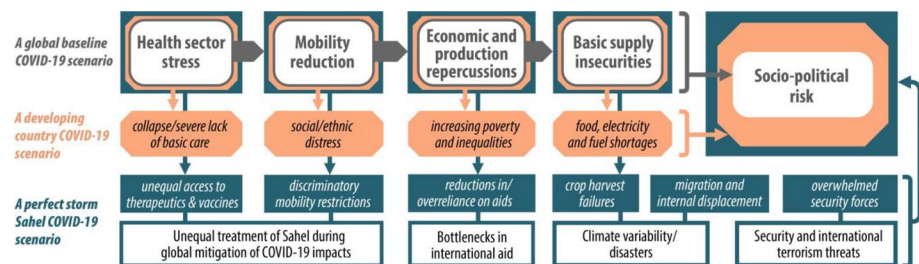 A global baseline
COVID-19 scenario
Health sector
stress
Mobility
reduction
Economic and
production
repercussions
Basic supply
insecurities
Socio-political
risk
A developing
country COVID-19
scenario
collapse/severe lack
of basic care
social/ethnic
distress
increasing poverty
and inequalities
food, electricity
and fuel shortages
A perfect storm
Sahel COVID-19
scenario
unequal access to
therapeutics & vaccines
discriminatory
mobility restrictions
reductions in/
overreliance on aids
crop harvest
failures
migration and
internal displacement
overwhelmed
security forces
Unequal treatment of Sahel during
global mitigation of COVID-19 impacts
Bottlenecks in
international aid
Climate variability/
disasters
Security and international
terrorism threats